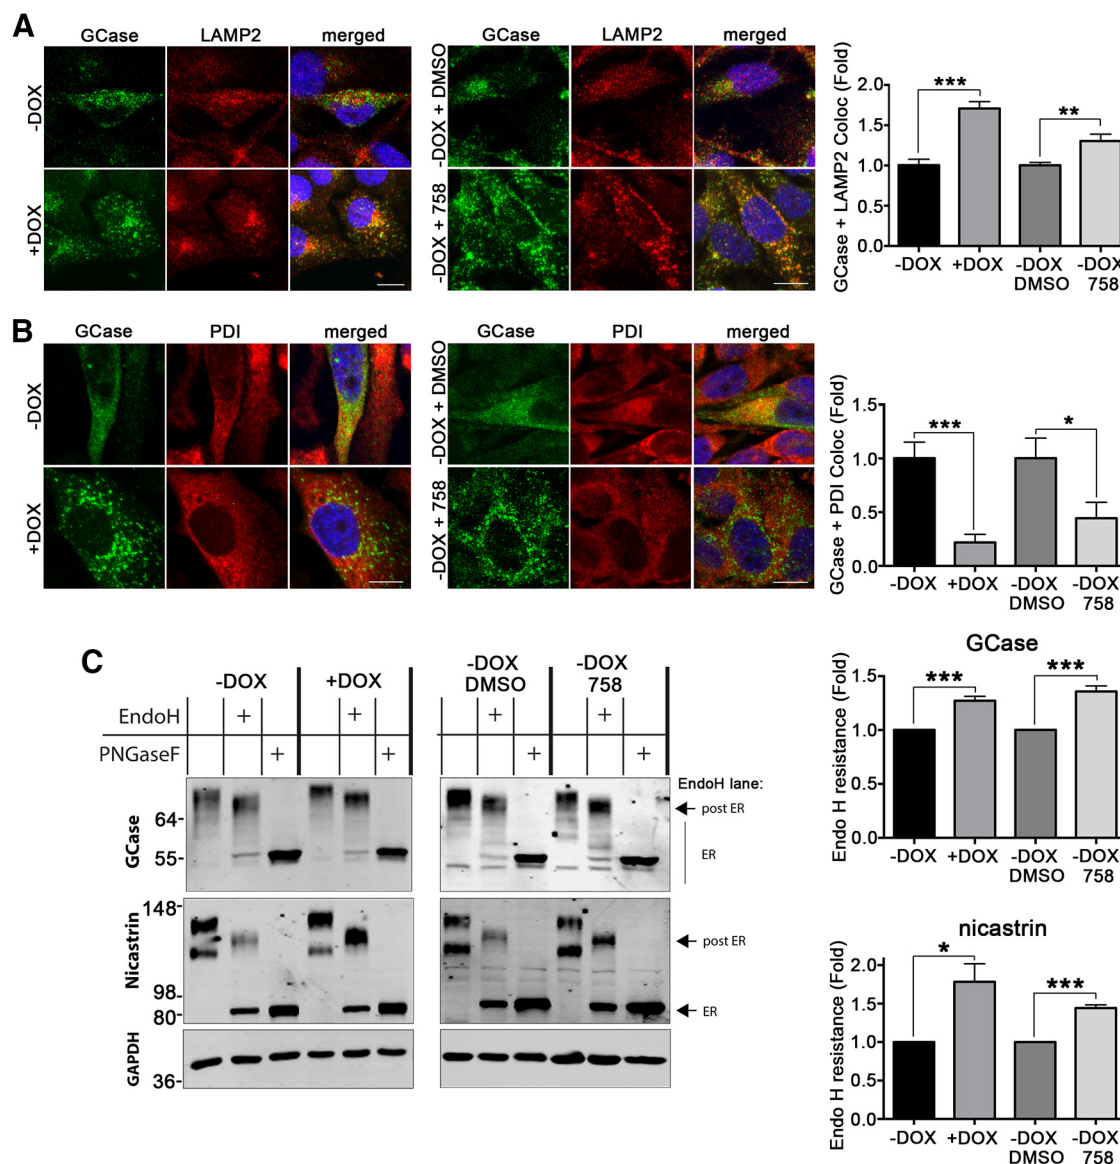 A
GCase LAMP2 merged
-DOX
+DOX
GCase LAMP2 merged
-DOX + DMSO
-DOX + 758
GCase + LAMP2 Coloc (Fold)
2.0
1.5
1.0
0.5
0.0
***
**
-DOX +DOX -DOX -DOX
DMSO 758
B
GCase PDI merged
-DOX
+DOX
GCase PDI merged
-DOX + DMSO
-DOX + 758
GCase + PDI Coloc (Fold)
1.5
1.0
0.5
0.0
***
*
-DOX +DOX -DOX -DOX
DMSO 758
C
-DOX +DOX
-DOX -DOX
DMSO 758
EndoH + + + +
PNGaseF + + + +
GCase
64-
55-
EndoH lane:
post ER
ER
Nicastrin
148-
98-
80-
post ER
ER
GAPDH
36-
GCase
Endo H resistance (Fold)
1.5
1.0
0.5
0.0
***
***
-DOX +DOX -DOX -DOX
DMSO 758
nicastrin
Endo H resistance (Fold)
2.0
1.5
1.0
0.5
0.0
*
***
-DOX +DOX -DOX -DOX
DMSO 758